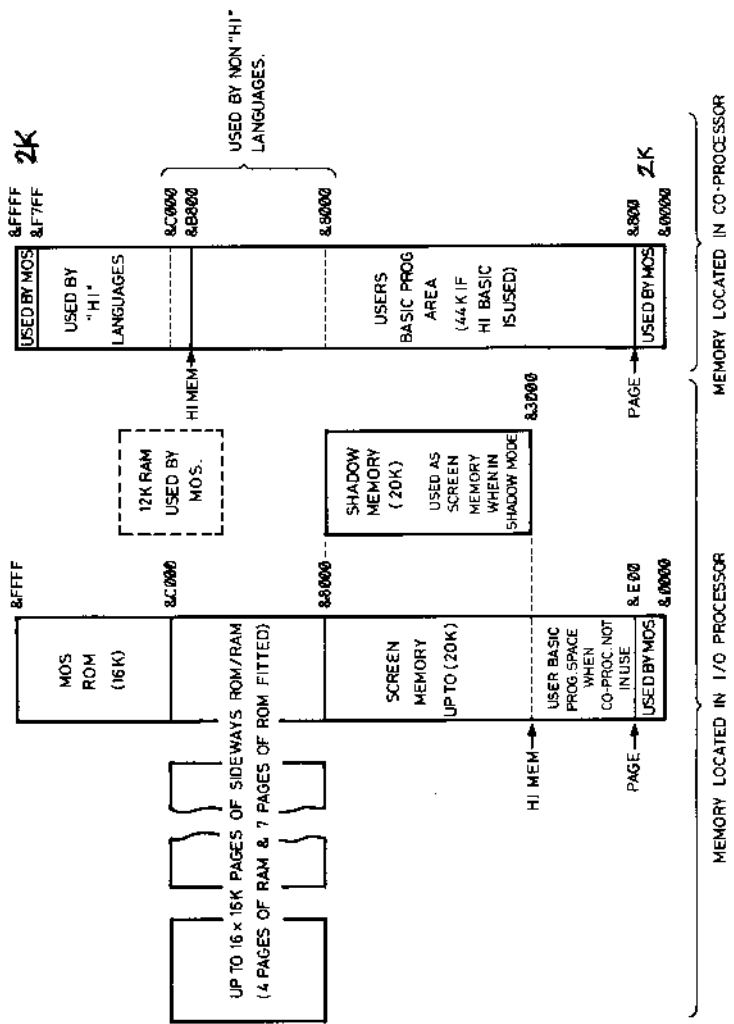 UP TO 16 x 16K PAGES OF SIDEWAYS ROM/RAM
(4 PAGES OF RAM & 7 PAGES OF ROM FITTED)
&FFFF
MOS
ROM
(16K)
&C000
&8000
SCREEN
MEMORY
UP TO (20K)
HI MEM
USER BASIC
PROG. SPACE
WHEN
CO-PROC. NOT
IN USE
PAGE
&E00
USED BY MOS
&0000
12K RAM
USED BY
MOS.
SHADOW
MEMORY
(20K)
USED AS
SCREEN
MEMORY
WHEN IN
SHADOW MODE
&3000
&FFFF
2K
&F7FF
USED BY MOS
USED BY
"HI"
LANGUAGES
&C000
&B800
HI MEM
USED BY NON "HI"
LANGUAGES.
&8000
USERS
BASIC PROG
AREA
(44K IF
HI BASIC
IS USED)
PAGE
&800
2K
USED BY MOS
&0000
MEMORY LOCATED IN I/O PROCESSOR
MEMORY LOCATED IN CO-PROCESSOR